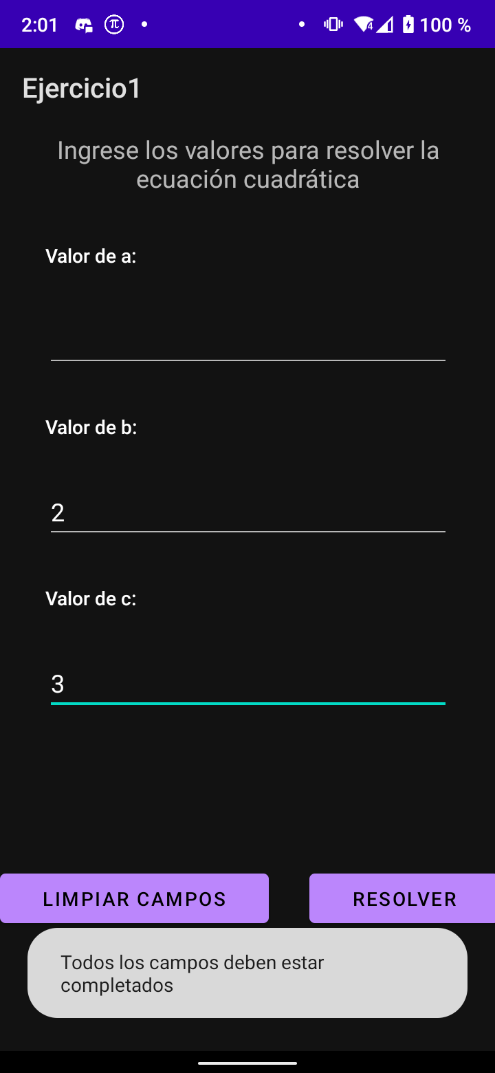 2:01
100 %
Ejercicio1
Ingrese los valores para resolver la
ecuación cuadrática
Valor de a:
Valor de b:
2
Valor de c:
3
LIMPIAR CAMPOS
RESOLVER
Todos los campos deben estar
completados